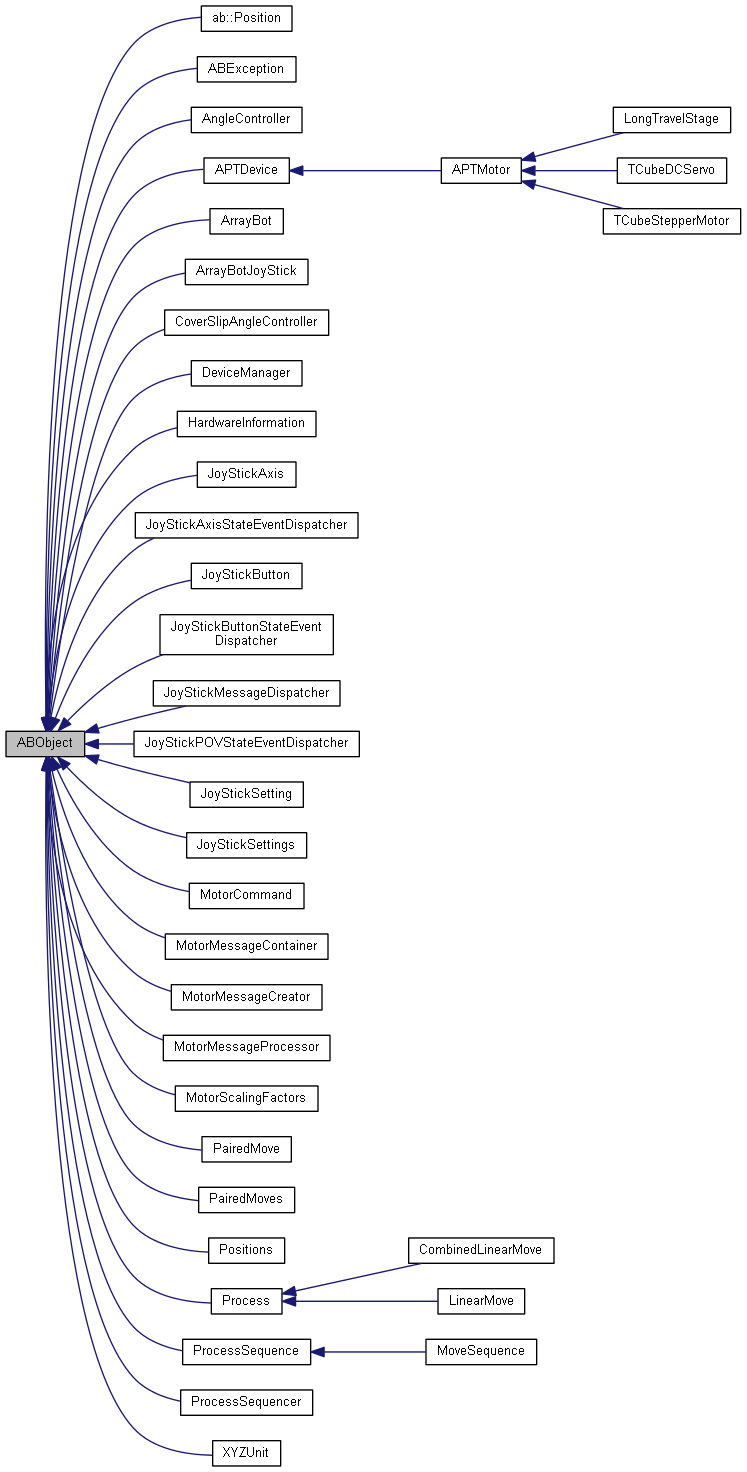 ab::Position
ABException
AngleController
LongTravelStage
APTDevice
APTMotor
TCubeDCServo
ArrayBot
TCubeStepperMotor
ArrayBotJoyStick
CoverSlipAngleController
DeviceManager
HardwareInformation
JoyStickAxis
JoyStickAxisStateEventDispatcher
JoyStickButton
JoyStickButtonStateEvent
Dispatcher
JoyStickMessageDispatcher
ABObject
JoyStickPOVStateEventDispatcher
JoyStickSetting
JoyStickSettings
MotorCommand
MotorMessageContainer
MotorMessageCreator
MotorMessageProcessor
MotorScalingFactors
PairedMove
PairedMoves
Positions
CombinedLinearMove
Process
LinearMove
ProcessSequence
MoveSequence
ProcessSequencer
XYZUnit